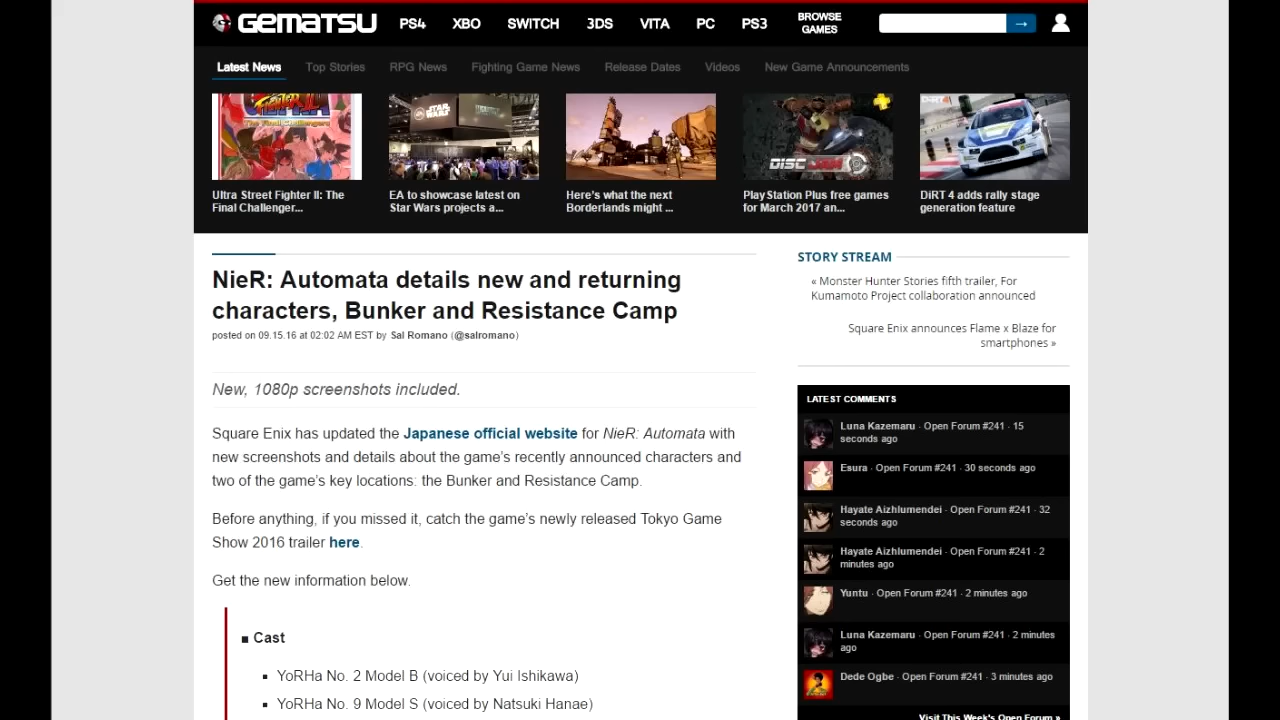 GEMATSU
PS4
XBO
SWITCH
3DS
VITA
PC
PS3
BROWSE
GAMES
→
Latest News
Top Stories
RPG News
Fighting Game News
Release Dates
Videos
New Game Announcements
The Final Challengers
STAR
WARS
DISC JAM
DiRT4
Ultra Street Fighter II: The
Final Challenger...
EA to showcase latest on
Star Wars projects a...
Here's what the next
Borderlands might ...
PlayStation Plus free games
for March 2017 an...
DiRT 4 adds rally stage
generation feature
NieR: Automata details new and returning
characters, Bunker and Resistance Camp
posted on 09.15.16 at 02:02 AM EST by Sal Romano (@salromano)
New, 1080p screenshots included.
Square Enix has updated the Japanese official website for NieR: Automata with
new screenshots and details about the game's recently announced characters and
two of the game's key locations: the Bunker and Resistance Camp.
Before anything, if you missed it, catch the game's newly released Tokyo Game
Show 2016 trailer here.
Get the new information below.
■ Cast
▪ YoRHa No. 2 Model B (voiced by Yui Ishikawa)
▪ YoRHa No. 9 Model S (voiced by Natsuki Hanae)
STORY STREAM
« Monster Hunter Stories fifth trailer, For
Kumamoto Project collaboration announced
Square Enix announces Flame x Blaze for
smartphones »
LATEST COMMENTS
Luna Kazemaru · Open Forum #241 · 15
seconds ago
Esura · Open Forum #241 · 30 seconds ago
Hayate Aizhlumendei · Open Forum #241 · 32
seconds ago
Hayate Aizhlumendei · Open Forum #241 · 2
minutes ago
Yuntu · Open Forum #241 · 2 minutes ago
Luna Kazemaru · Open Forum #241 · 2 minutes
ago
Dede Ogbe · Open Forum #241 · 3 minutes ago
Visit This Week's Open Forum »